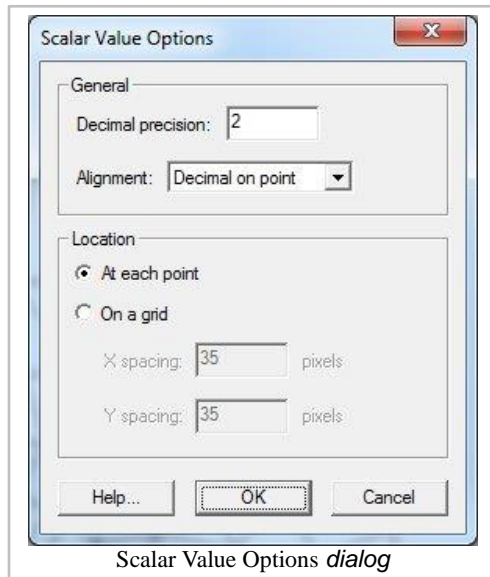 Scalar Value Options
General
Decimal precision: 2
Alignment: Decimal on point
Location
At each point
On a grid
X spacing: 35 pixels
Y spacing: 35 pixels
Help... OK Cancel
Scalar Value Options dialog